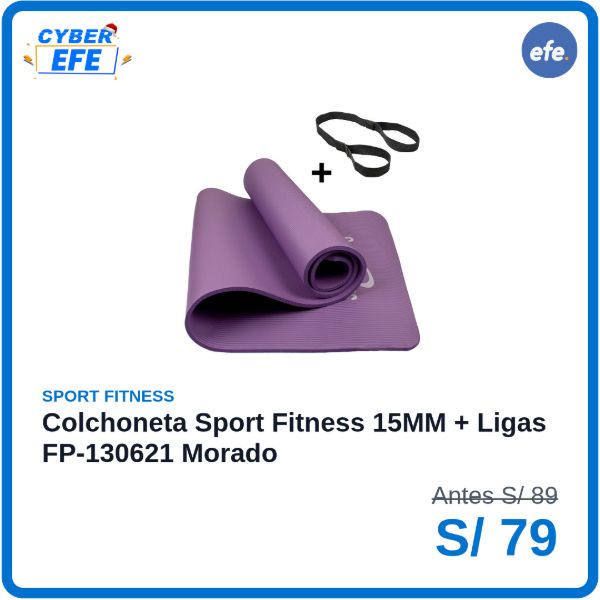 CYBER
EFE
efe.
+
SPORT FITNESS
Colchoneta Sport Fitness 15MM + Ligas
FP-130621 Morado
Antes S/ 89
S/ 79